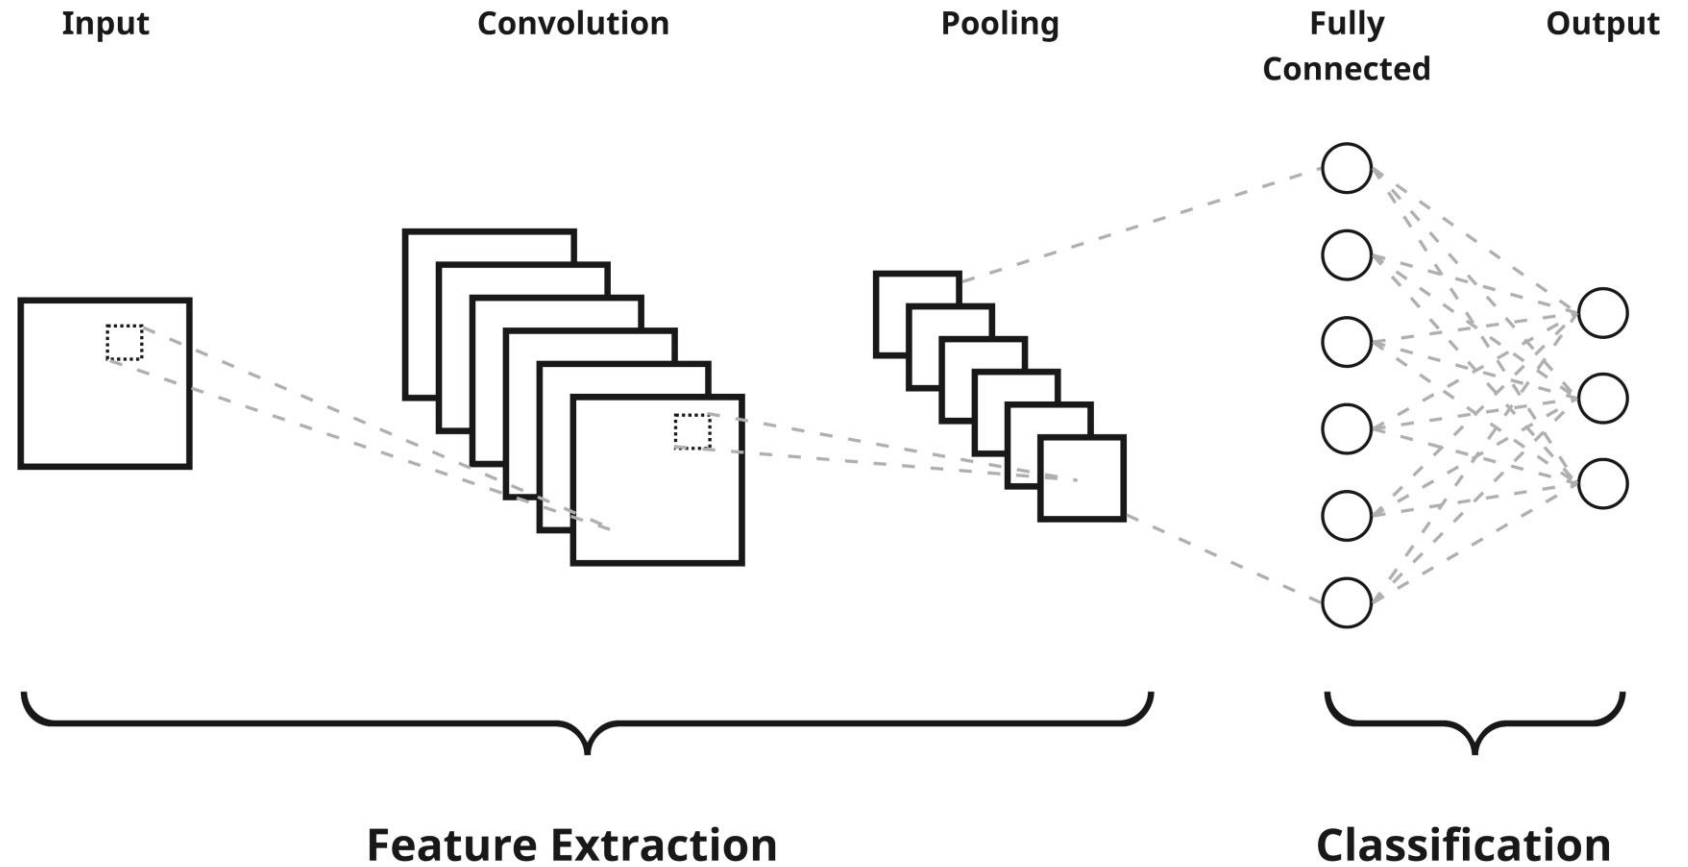 Input
Convolution
Pooling
Fully
Connected
Output
Feature Extraction
Classification